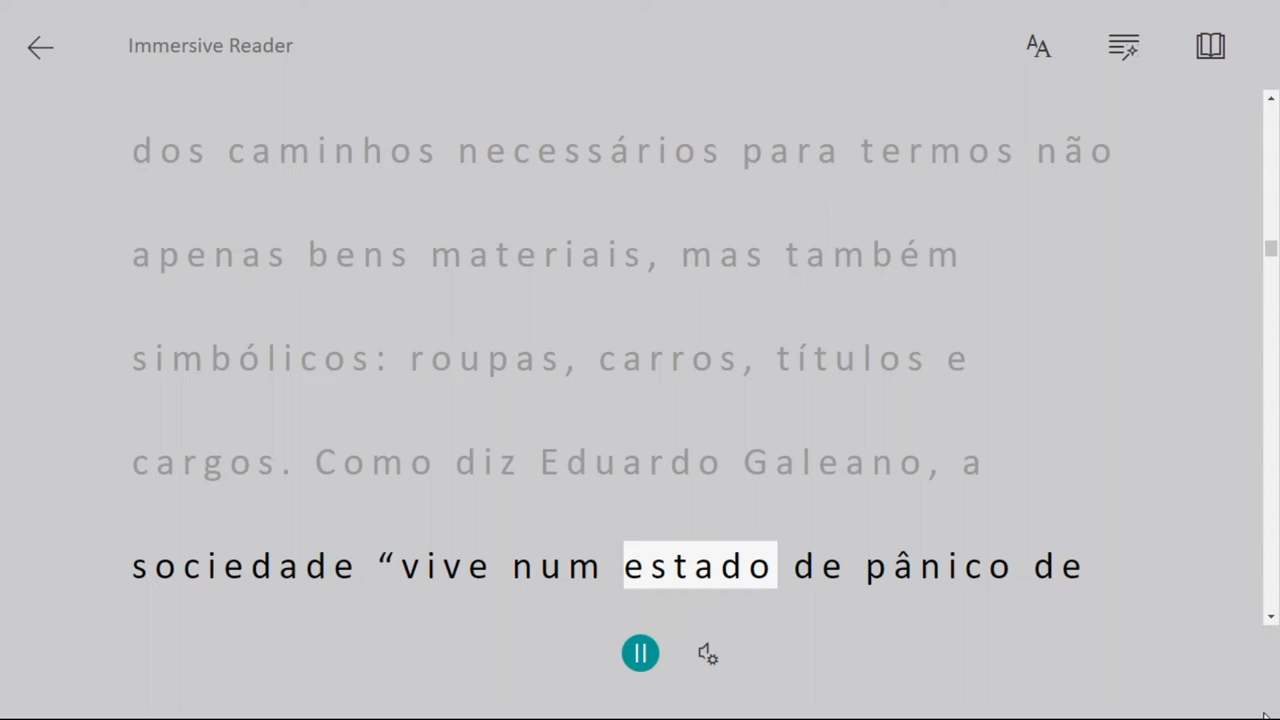 Immersive Reader
dos caminhos necessários para termos não
apenas bens materiais, mas também
simbólicos: roupas, carros, títulos e
cargos. Como diz Eduardo Galeano, a
sociedade “vive num estado de pânico de